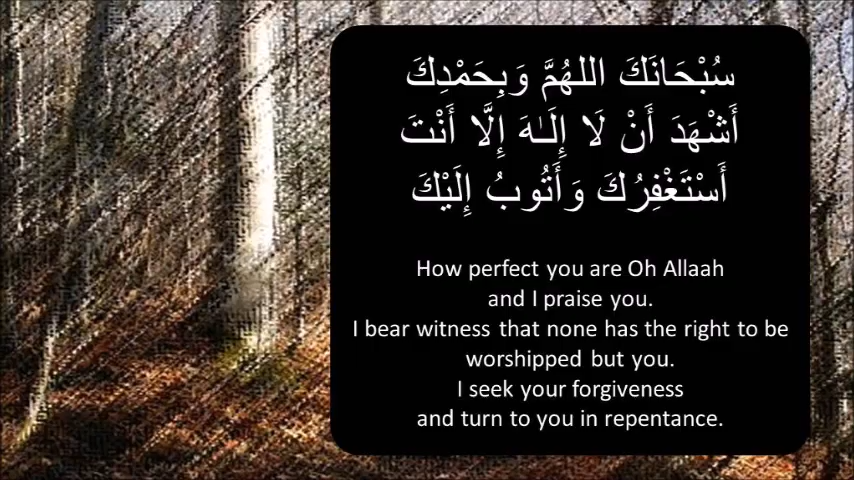 سُبْحَانَكَ اللهُمَّ وَبِحَمْدِكَ
أَشْهَدَ أَنْ لَا إِلَـٰهَ إِلَّا أَنْتَ
أَسْتَغْفِرُكَ وَأَتُوبُ إِلَيْكَ
How perfect you are Oh Allaah
and I praise you.
I bear witness that none has the right to be
worshipped but you.
I seek your forgiveness
and turn to you in repentance.